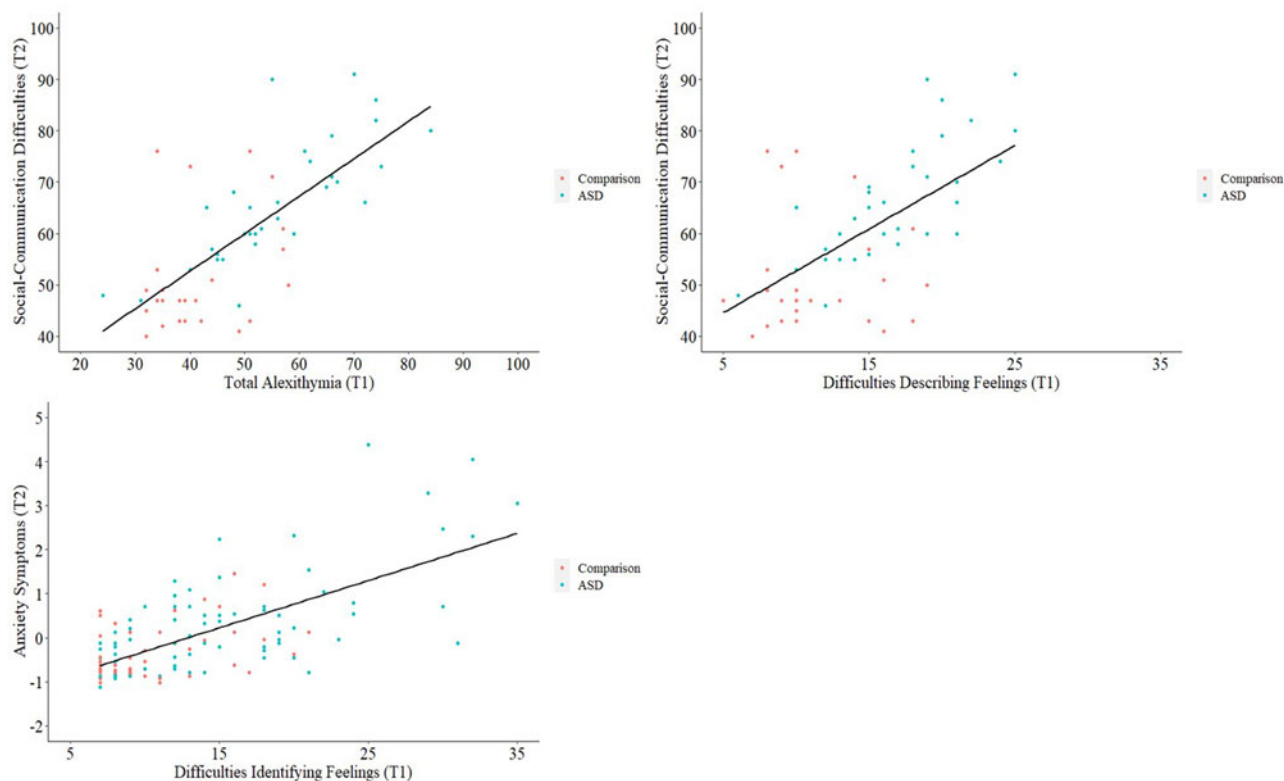 Social-Communication Difficulties (T2)
100
90
80
70
60
50
40
20 30 40 50 60 70 80 90 100
Total Alexithymia (T1)
Comparison
ASD
Social-Communication Difficulties (T2)
100
90
80
70
60
50
40
5 15 25 35
Difficulties Describing Feelings (T1)
Comparison
ASD
Anxiety Symptoms (T2)
5
4
3
2
1
0
-1
-2
5 15 25 35
Difficulties Identifying Feelings (T1)
Comparison
ASD